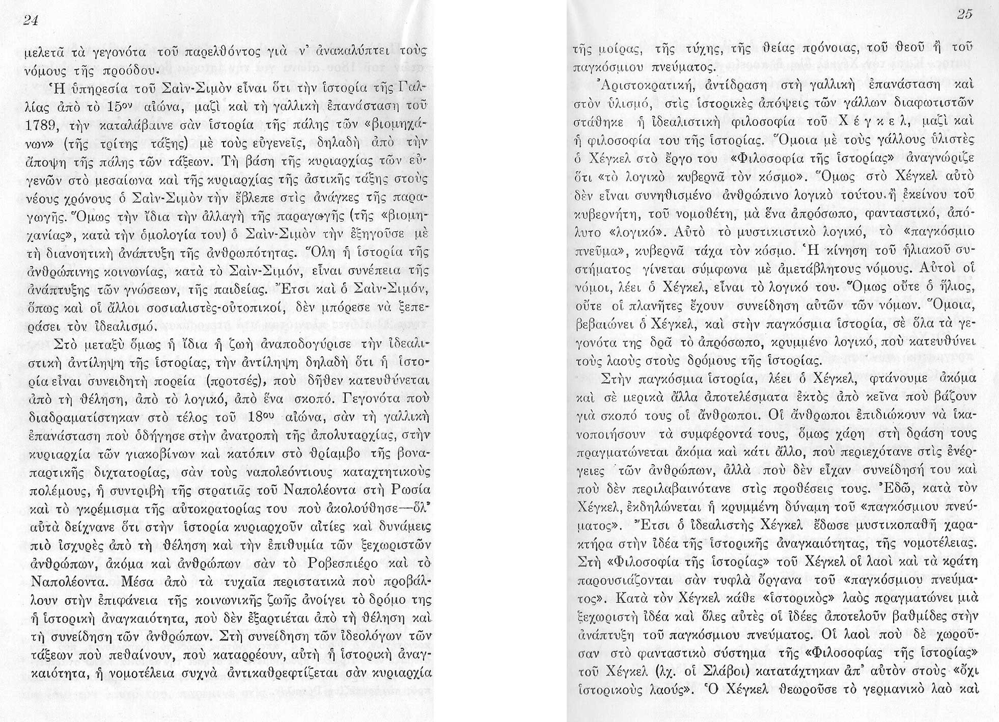 24
μελετᾶ τὰ γεγονότα τοῦ παρελθόντος γιὰ ν’ ἀνακαλύπτει τοὺς
νόμους τῆς προόδου.
Ἡ ὑπηρεσία τοῦ Σαὶν-Σιμὸν εἶναι ὅτι τὴν ἱστορία τῆς Γαλ-
λίας ἀπὸ τὸ 15ον αἰώνα, μαζὶ καὶ τὴ γαλλικὴ ἐπανάσταση τοῦ
1789, τὴν καταλάβαινε σὰν ἱστορία τῆς πάλης τῶν «βιομηχά-
νων» (τῆς τρίτης τάξης) μὲ τοὺς εὐγενεῖς, δηλαδὴ ἀπὸ τὴν
ἄποψη τῆς πάλης τῶν τάξεων. Τὴ βάση τῆς κυριαρχίας τῶν εὐ-
γενῶν στὸ μεσαίωνα καὶ τῆς κυριαρχίας τῆς ἀστικῆς τάξης στοὺς
νέους χρόνους ὁ Σαὶν-Σιμὸν τὴν ἔβλεπε στὶς ἀνάγκες τῆς παρα-
γωγῆς. Ὅμως τὴν ἴδια τὴν ἀλλαγὴ τῆς παραγωγῆς (τῆς «βιομη-
χανίας», κατὰ τὴν ὁμολογία του) ὁ Σαὶν-Σιμὸν τὴν ἐξηγοῦσε μὲ
τὴ διανοητικὴ ἀνάπτυξη τῆς ἀνθρωπότητας. Ὅλη ἡ ἱστορία τῆς
ἀνθρώπινης κοινωνίας, κατὰ τὸ Σαὶν-Σιμόν, εἶναι συνέπεια τῆς
ἀνάπτυξης τῶν γνώσεων, τῆς παιδείας. Ἔτσι καὶ ὁ Σαὶν-Σιμόν,
ὅπως καὶ οἱ ἄλλοι σοσιαλιστὲς-οὐτοπικοί, δὲν μπόρεσε νὰ ξεπε-
ράσει τὸν ἰδεαλισμό.
Στὸ μεταξὺ ὅμως ἡ ἴδια ἡ ζωὴ ἀναποδογύρισε τὴν ἰδεαλι-
στικὴ ἀντίληψη τῆς ἱστορίας, τὴν ἀντίληψη δηλαδὴ ὅτι ἡ ἱστο-
ρία εἶναι συνειδητὴ πορεία (προτσές), ποὺ δῆθεν κατευθύνεται
ἀπὸ τὴ θέληση, ἀπὸ τὸ λογικό, ἀπὸ ἕνα σκοπό. Γεγονότα ποὺ
διαδραματίστηκαν στὸ τέλος τοῦ 18ου αἰώνα, σὰν τὴ γαλλικὴ
ἐπανάσταση ποὺ ὁδήγησε στὴν ἀνατροπὴ τῆς ἀπολυταρχίας, στὴν
κυριαρχία τῶν γιακοβίνων καὶ κατόπιν στὸ θρίαμβο τῆς βονα-
παρτικῆς διχτατορίας, σὰν τοὺς ναπολεόντιους καταχτητικοὺς
πολέμους, ἡ συντριβὴ τῆς στρατιᾶς τοῦ Ναπολέοντα στὴ Ρωσία
καὶ τὸ γκρέμισμα τῆς αὐτοκρατορίας του ποὺ ἀκολούθησε—ὅλ’
αὐτὰ δείχνανε ὅτι στὴν ἱστορία κυριαρχοῦν αἰτίες καὶ δυνάμεις
πιὸ ἰσχυρὲς ἀπὸ τὴ θέληση καὶ τὴν ἐπιθυμία τῶν ξεχωριστῶν
ἀνθρώπων, ἀκόμα καὶ ἀνθρώπων σὰν τὸ Ροβεσπιέρο καὶ τὸ
Ναπολέοντα. Μέσα ἀπὸ τὰ τυχαῖα περιστατικὰ ποὺ προβάλ-
λουν στὴν ἐπιφάνεια τῆς κοινωνικῆς ζωῆς ἀνοίγει τὸ δρόμο της
ἡ ἱστορικὴ ἀναγκαιότητα, ποὺ δὲν ἐξαρτιέται ἀπὸ τὴ θέληση καὶ
τὴ συνείδηση τῶν ἀνθρώπων. Στὴ συνείδηση τῶν ἰδεολόγων τῶν
τάξεων ποὺ πεθαίνουν, ποὺ καταρρέουν, αὐτὴ ἡ ἱστορικὴ ἀναγ-
καιότητα, ἡ νομοτέλεια συχνὰ ἀντικαθρεφτίζεται σὰν κυριαρχία
25
τῆς μοίρας, τῆς τύχης, τῆς θείας πρόνοιας, τοῦ θεοῦ ἢ τοῦ
παγκόσμιου πνεύματος.
Ἀριστοκρατική, ἀντίδραση στὴ γαλλικὴ ἐπανάσταση καὶ
στὸν ὑλισμό, στὶς ἱστορικὲς ἀπόψεις τῶν γάλλων διαφωτιστῶν
στάθηκε ἡ ἰδεαλιστικὴ φιλοσοφία τοῦ Χέγκελ, μαζὶ καὶ
ἡ φιλοσοφία του τῆς ἱστορίας. Ὅμοια μὲ τοὺς γάλλους ὑλιστὲς
ὁ Χέγκελ στὸ ἔργο του «Φιλοσοφία τῆς ἱστορίας» ἀναγνώριζε
ὅτι «τὸ λογικὸ κυβερνᾶ τὸν κόσμο». Ὅμως στὸ Χέγκελ αὐτὸ
δὲν εἶναι συνηθισμένο ἀνθρώπινο λογικὸ τούτου ἢ ἐκείνου τοῦ
κυβερνήτη, τοῦ νομοθέτη, μὰ ἕνα ἀπρόσωπο, φανταστικό, ἀπό-
λυτο «λογικό». Αὐτὸ τὸ μυστικιστικὸ λογικό, τὸ «παγκόσμιο
πνεῦμα», κυβερνᾶ τάχα τὸν κόσμο. Ἡ κίνηση τοῦ ἡλιακοῦ συ-
στήματος γίνεται σύμφωνα μὲ ἀμετάβλητους νόμους. Αὐτοὶ οἱ
νόμοι, λέει ὁ Χέγκελ, εἶναι τὸ λογικό του. Ὅμως οὔτε ὁ ἥλιος,
οὔτε οἱ πλανῆτες ἔχουν συνείδηση αὐτῶν τῶν νόμων. Ὅμοια,
βεβαιώνει ὁ Χέγκελ, καὶ στὴν παγκόσμια ἱστορία, σὲ ὅλα τὰ γε-
γονότα της δρᾶ τὸ ἀπρόσωπο, κρυμμένο λογικό, ποὺ κατευθύνει
τοὺς λαοὺς στοὺς δρόμους τῆς ἱστορίας.
Στὴν παγκόσμια ἱστορία, λέει ὁ Χέγκελ, φτάνουμε ἀκόμα
καὶ σὲ μερικὰ ἄλλα ἀποτελέσματα ἐκτὸς ἀπὸ κεῖνα ποὺ βάζουν
γιὰ σκοπό τους οἱ ἄνθρωποι. Οἱ ἄνθρωποι ἐπιδιώκουν νὰ ἱκα-
νοποιήσουν τὰ συμφέροντά τους, ὅμως χάρη στὴ δράση τους
πραγματώνεται ἀκόμα καὶ κάτι ἄλλο, ποὺ περιεχότανε στὶς ἐνέρ-
γειες τῶν ἀνθρώπων, ἀλλὰ ποὺ δὲν εἶχαν συνείδησή του καὶ
ποὺ δὲν περιλαβαινότανε στὶς προθέσεις τους. Ἐδῶ, κατὰ τὸν
Χέγκελ, ἐκδηλώνεται ἡ κρυμμένη δύναμη τοῦ «παγκόσμιου πνεύ-
ματος». Ἔτσι ὁ ἰδεαλιστὴς Χέγκελ ἔδωσε μυστικοπαθῆ χαρα-
κτήρα στὴν ἰδέα τῆς ἱστορικῆς ἀναγκαιότητας, τῆς νομοτέλειας.
Στὴ «Φιλοσοφία τῆς ἱστορίας» τοῦ Χέγκελ οἱ λαοὶ καὶ τὰ κράτη
παρουσιάζονται σὰν τυφλὰ ὄργανα τοῦ «παγκόσμιου πνεύμα-
τος». Κατὰ τὸν Χέγκελ κάθε «ἱστορικὸς» λαὸς πραγματώνει μιὰ
ξεχωριστὴ ἰδέα καὶ ὅλες αὐτὲς οἱ ἰδέες ἀποτελοῦν βαθμίδες στὴν
ἀνάπτυξη τοῦ παγκόσμιου πνεύματος. Οἱ λαοὶ ποὺ δὲ χωροῦ-
σαν στὸ φανταστικὸ σύστημα τῆς «Φιλοσοφίας τῆς ἱστορίας»
τοῦ Χέγκελ (λχ. οἱ Σλάβοι) κατατάχτηκαν ἀπ’ αὐτὸν στοὺς «ὄχι
ἱστορικοὺς λαούς». Ὁ Χέγκελ θεωροῦσε τὸ γερμανικὸ λαὸ καὶ